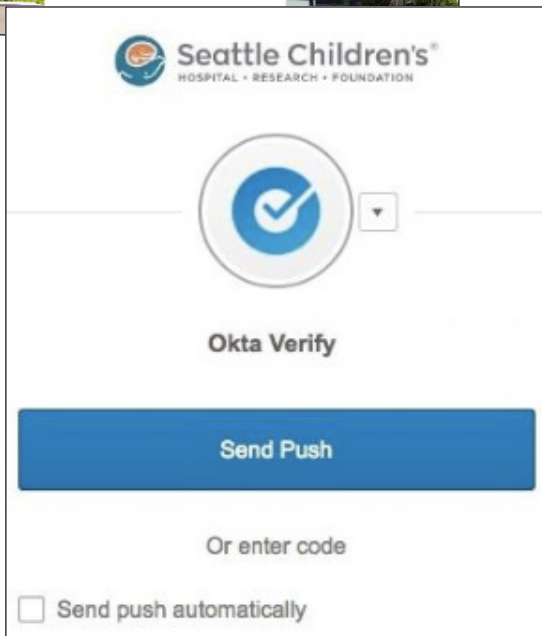 Seattle Children's®
HOSPITAL • RESEARCH • FOUNDATION
Okta Verify
Send Push
Or enter code
Send push automatically